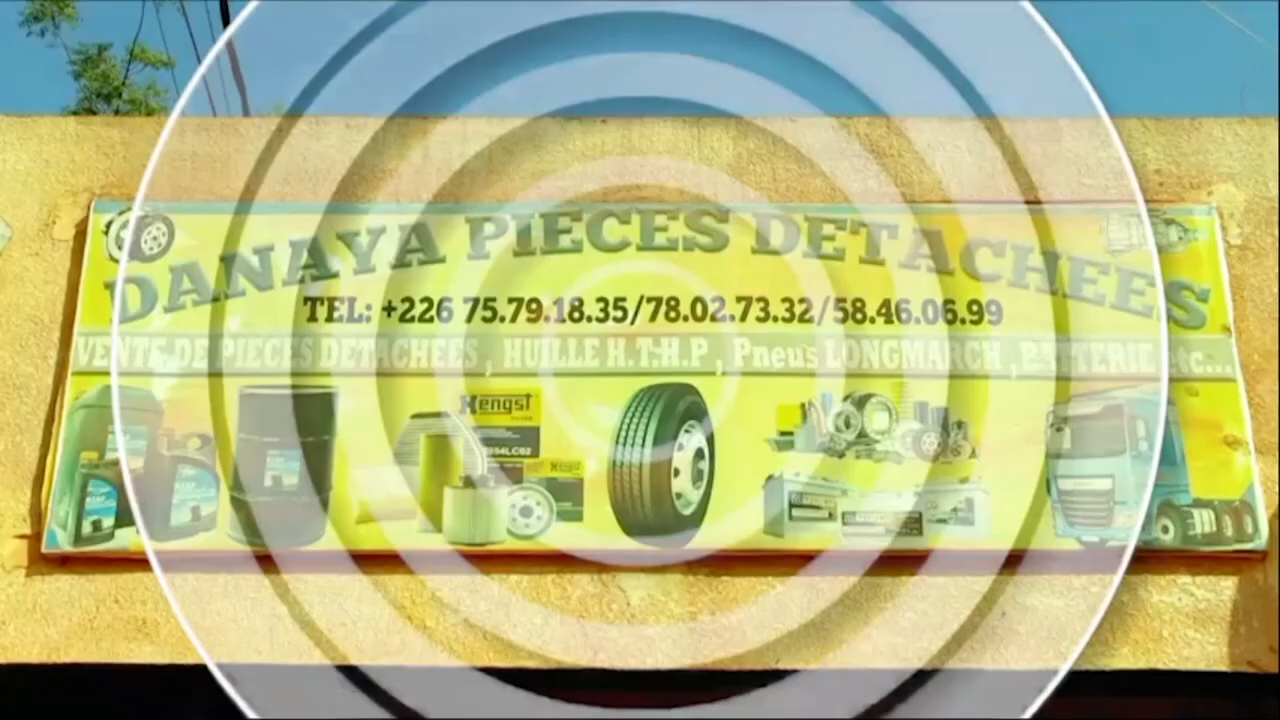 DANAYA PIECES DETACHEES
TEL: +226 75.79.18.35/78.02.73.32/58.46.06.99
VENTE DE PIECES DETACHEES , HUILLE H.T.H.P , Pneus LONGMARCH , BATTERIE etc...
Hengst